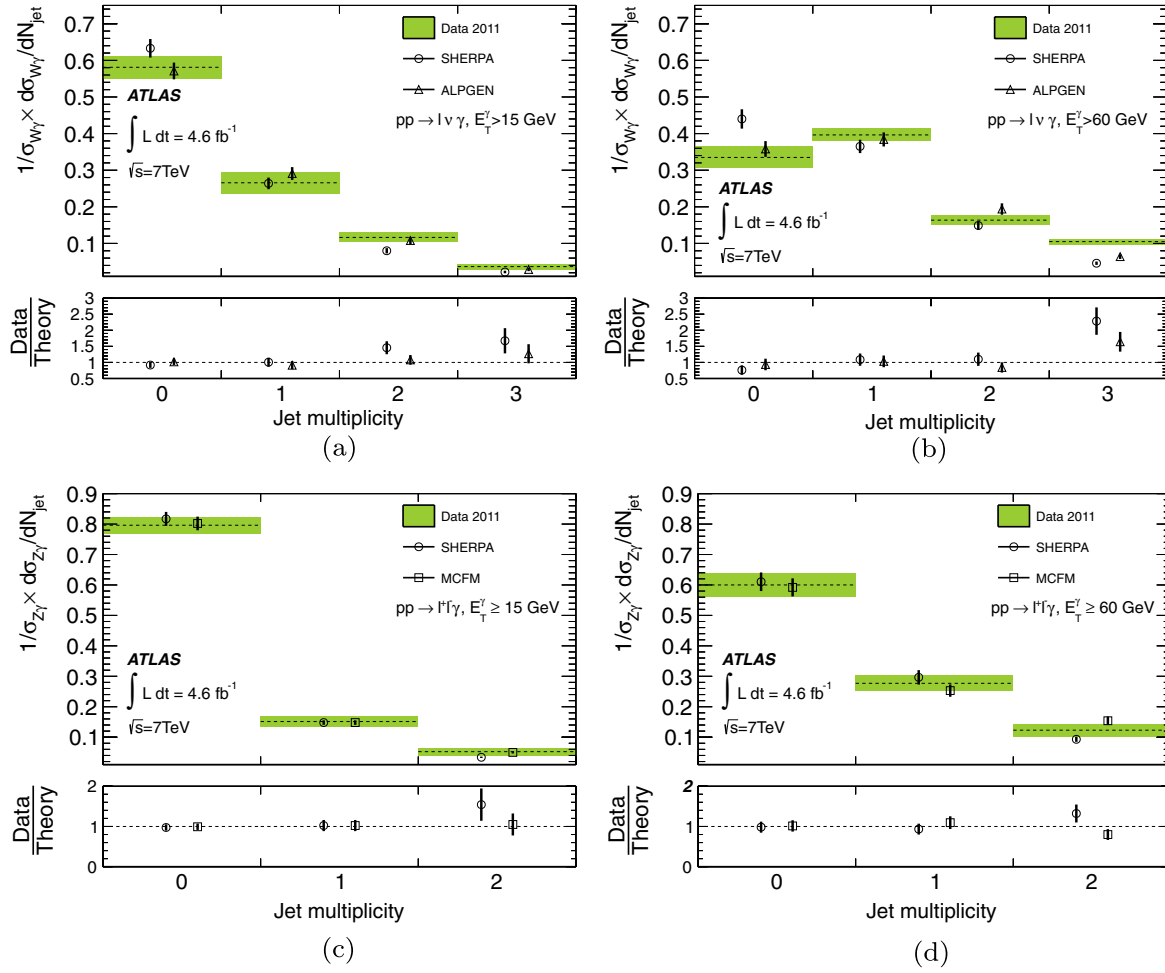 1/σWγ × dσWγ/dNjet
0.7
0.6
0.5
0.4
0.3
0.2
0.1
Data 2011
SHERPA
ALPGEN
pp → l ν γ, ETγ>15 GeV
ATLAS
∫ L dt = 4.6 fb-1
√s=7TeV
Data
Theory
3
2.5
2
1.5
1
0.5
0 1 2 3
Jet multiplicity
(a)
1/σWγ × dσWγ/dNjet
0.7
0.6
0.5
0.4
0.3
0.2
0.1
Data 2011
SHERPA
ALPGEN
pp → l ν γ, ETγ>60 GeV
ATLAS
∫ L dt = 4.6 fb-1
√s=7TeV
Data
Theory
3
2.5
2
1.5
1
0.5
0 1 2 3
Jet multiplicity
(b)
1/σZγ × dσZγ/dNjet
0.9
0.8
0.7
0.6
0.5
0.4
0.3
0.2
0.1
Data 2011
SHERPA
MCFM
pp → l+l-γ, ETγ ≥ 15 GeV
ATLAS
∫ L dt = 4.6 fb-1
√s=7TeV
Data
Theory
2
1
0
0 1 2
Jet multiplicity
(c)
1/σZγ × dσZγ/dNjet
0.9
0.8
0.7
0.6
0.5
0.4
0.3
0.2
0.1
Data 2011
SHERPA
MCFM
pp → l+l-γ, ETγ ≥ 60 GeV
ATLAS
∫ L dt = 4.6 fb-1
√s=7TeV
Data
Theory
2
1
0
0 1 2
Jet multiplicity
(d)